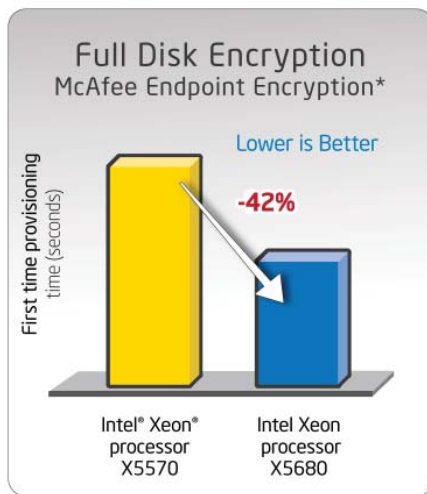 Full Disk Encryption
McAfee Endpoint Encryption*
Lower is Better
-42%
First time provisioning
time (seconds)
Intel® Xeon®
processor
X5570
Intel Xeon
processor
X5680